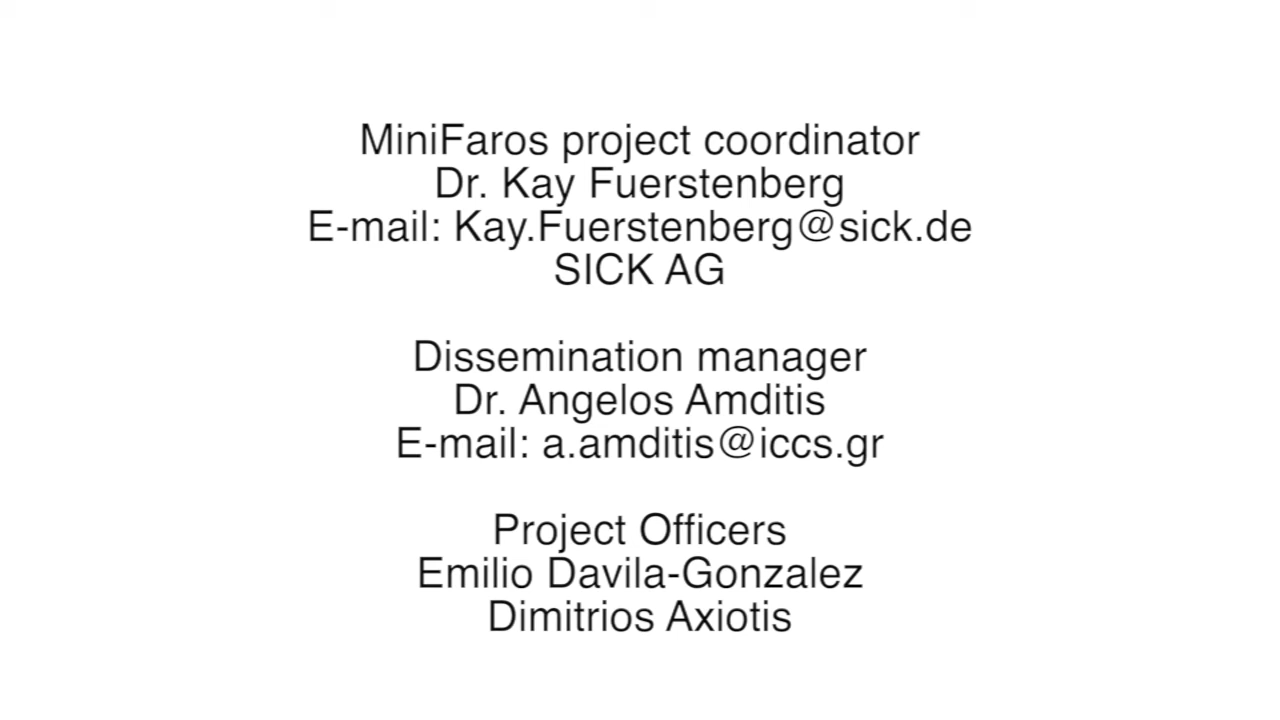 MiniFaros project coordinator
Dr. Kay Fuerstenberg
E-mail: Kay.Fuerstenberg@sick.de
SICK AG
Dissemination manager
Dr. Angelos Amditis
E-mail: a.amditis@iccs.gr
Project Officers
Emilio Davila-Gonzalez
Dimitrios Axiotis